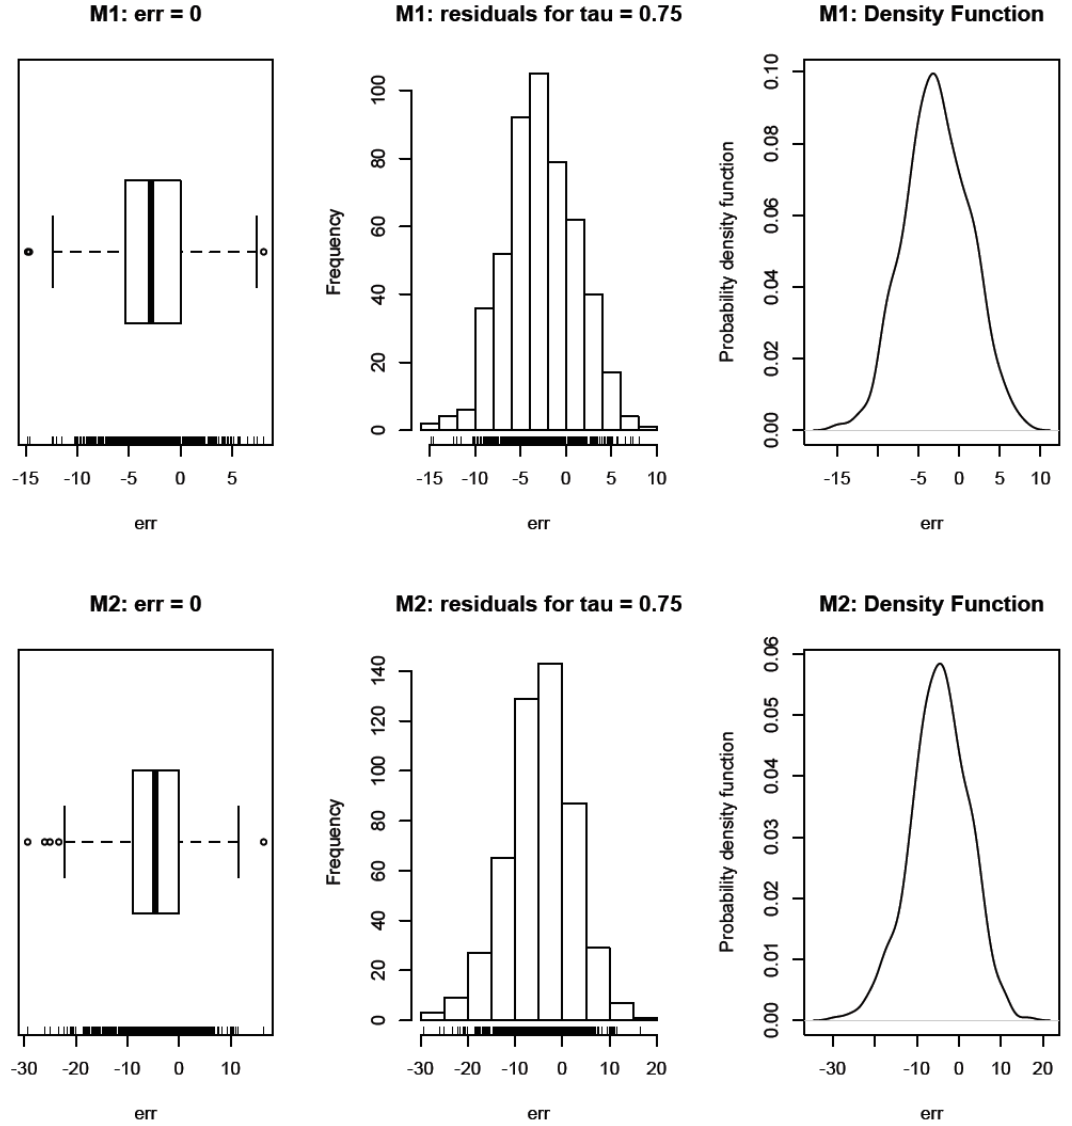 M1: err = 0
-15 -10 -5 0 5
err
M1: residuals for tau = 0.75
Frequency
0 20 40 60 80 100
-15 -10 -5 0 5 10
err
M1: Density Function
Probability density function
0.00 0.02 0.04 0.06 0.08 0.10
-15 -5 0 5 10
err
M2: err = 0
-30 -20 -10 0 10
err
M2: residuals for tau = 0.75
Frequency
0 20 40 60 80 100 120 140
-30 -20 -10 0 10 20
err
M2: Density Function
Probability density function
0.00 0.01 0.02 0.03 0.04 0.05 0.06
-30 -10 0 10 20
err